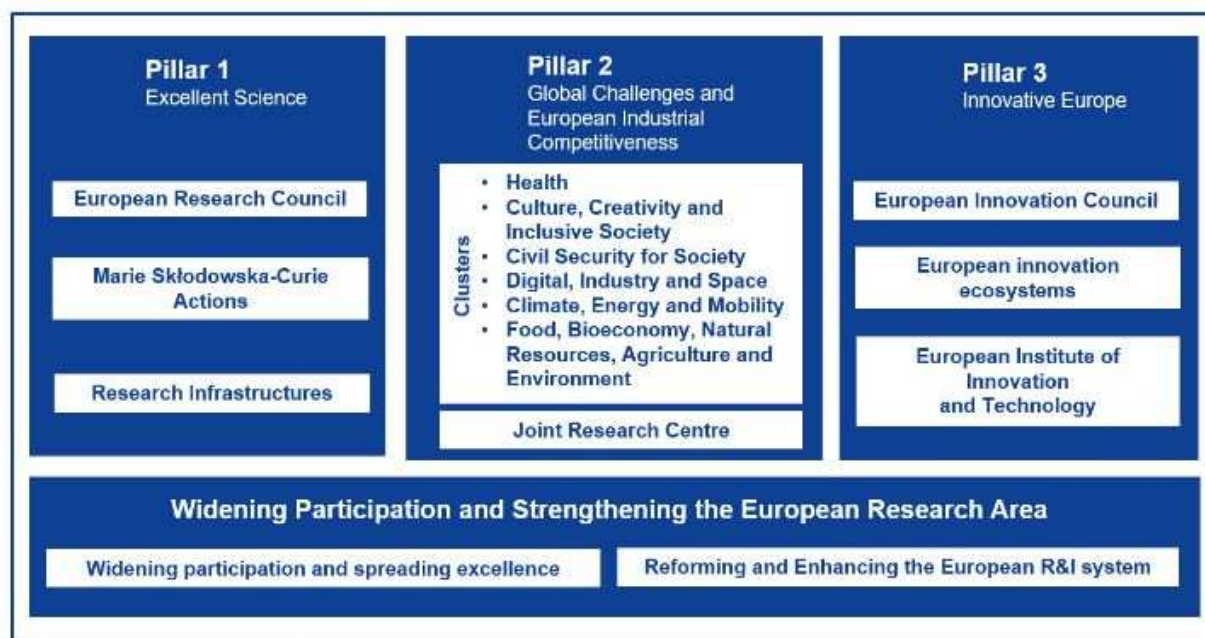 Pillar 1
Excellent Science
European Research Council
Marie Skłodowska-Curie
Actions
Research Infrastructures
Pillar 2
Global Challenges and
European Industrial
Competitiveness
Clusters
• Health
• Culture, Creativity and
Inclusive Society
• Civil Security for Society
• Digital, Industry and Space
• Climate, Energy and Mobility
• Food, Bioeconomy, Natural
Resources, Agriculture and
Environment
Joint Research Centre
Pillar 3
Innovative Europe
European Innovation Council
European innovation
ecosystems
European Institute of
Innovation
and Technology
Widening Participation and Strengthening the European Research Area
Widening participation and spreading excellence
Reforming and Enhancing the European R&I system